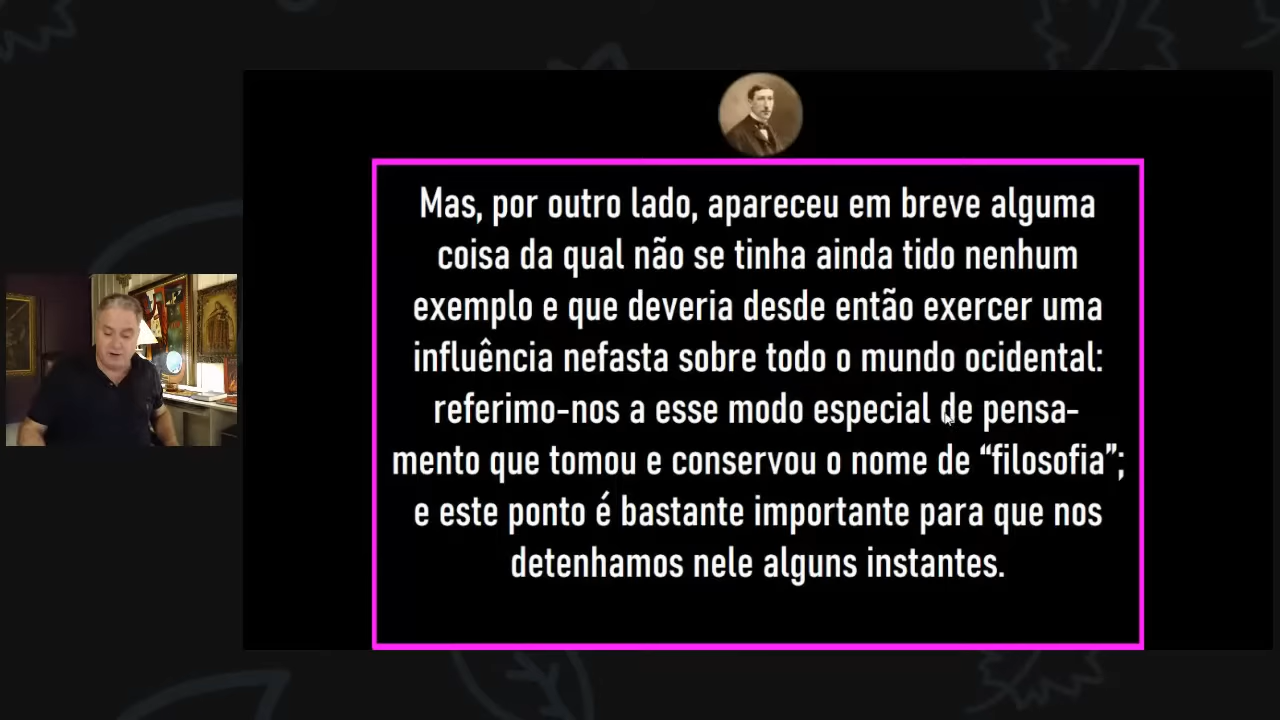 Mas, por outro lado, apareceu em breve alguma
coisa da qual não se tinha ainda tido nenhum
exemplo e que deveria desde então exercer uma
influência nefasta sobre todo o mundo ocidental:
referimo-nos a esse modo especial de pensa-
mento que tomou e conservou o nome de “filosofia”;
e este ponto é bastante importante para que nos
detenhamos nele alguns instantes.